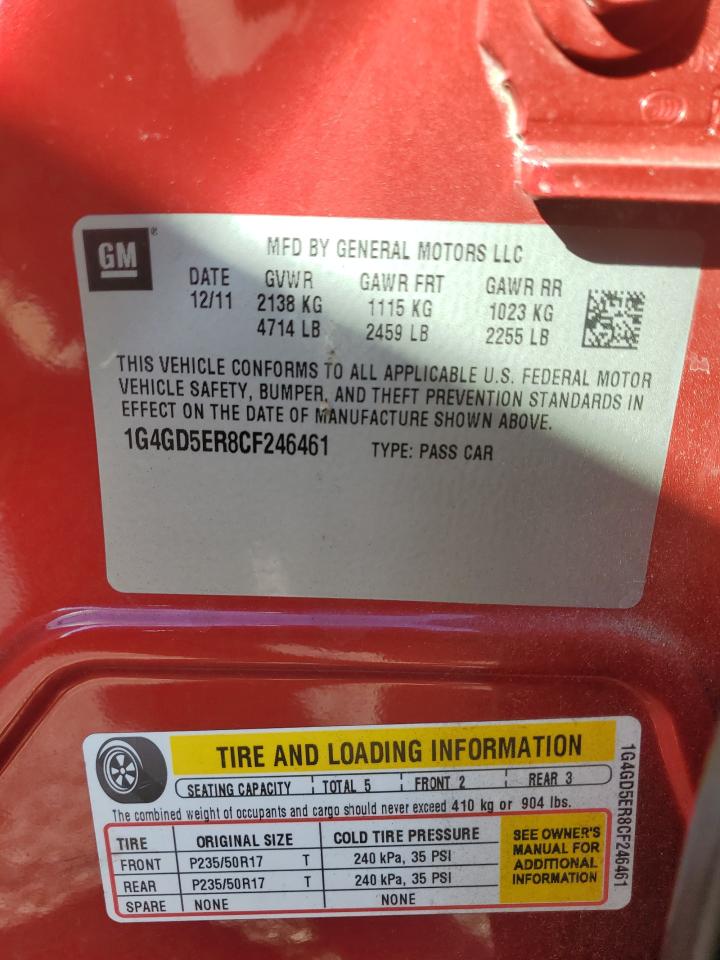 GM ®
MFD BY GENERAL MOTORS LLC
DATE GVWR GAWR FRT GAWR RR
12/11 2138 KG 1115 KG 1023 KG
4714 LB 2459 LB 2255 LB
THIS VEHICLE CONFORMS TO ALL APPLICABLE U.S. FEDERAL MOTOR
VEHICLE SAFETY, BUMPER, AND THEFT PREVENTION STANDARDS IN
EFFECT ON THE DATE OF MANUFACTURE SHOWN ABOVE.
1G4GD5ER8CF246461 TYPE: PASS CAR
TIRE AND LOADING INFORMATION
SEATING CAPACITY TOTAL 5 FRONT 2 REAR 3
The combined weight of occupants and cargo should never exceed 410 kg or 904 lbs.
TIRE ORIGINAL SIZE COLD TIRE PRESSURE
FRONT P235/50R17 T 240 kPa, 35 PSI
REAR P235/50R17 T 240 kPa, 35 PSI
SPARE NONE NONE
SEE OWNER'S
MANUAL FOR
ADDITIONAL
INFORMATION
1G4GD5ER8CF246461